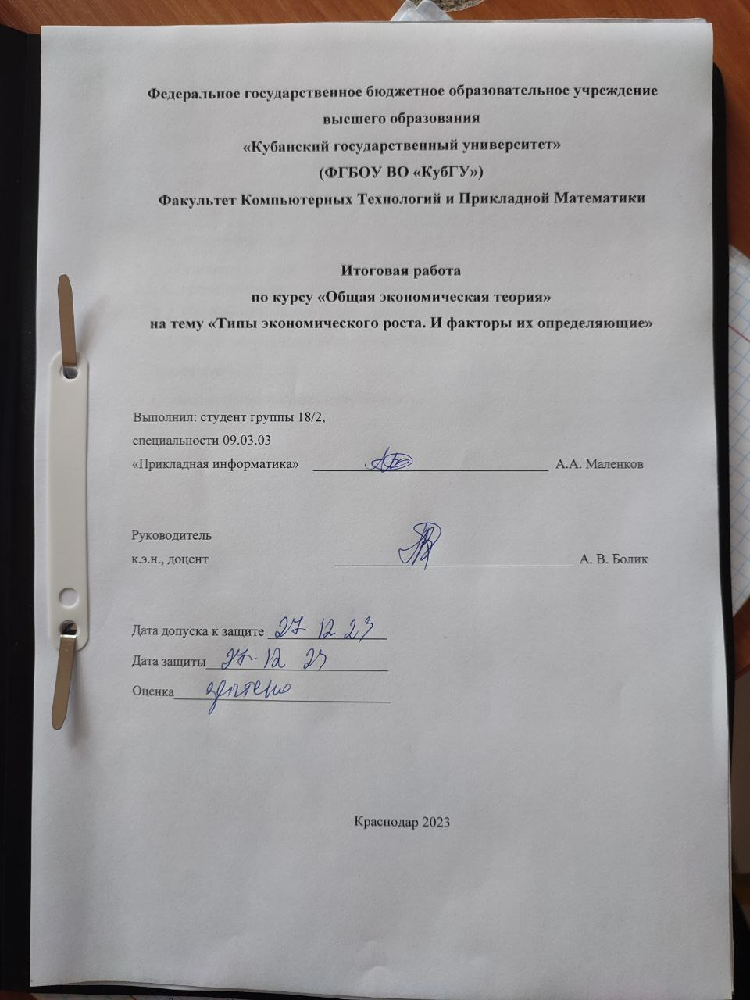 Федеральное государственное бюджетное образовательное учреждение
высшего образования
«Кубанский государственный университет»
(ФГБОУ ВО «КубГУ»)
Факультет Компьютерных Технологий и Прикладной Математики
Итоговая работа
по курсу «Общая экономическая теория»
на тему «Типы экономического роста. И факторы их определяющие»
Выполнил: студент группы 18/2,
специальности 09.03.03
«Прикладная информатика» А.А. Маленков
Руководитель
к.э.н., доцент А. В. Болик
Дата допуска к защите 27 12 23
Дата защиты 27 12 23
Оценка зачтено
Краснодар 2023